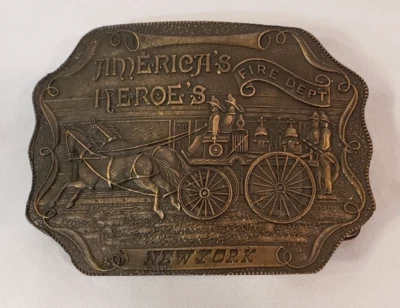 AMERICA'S
HEROE'S
FIRE DEPT
NEW YORK